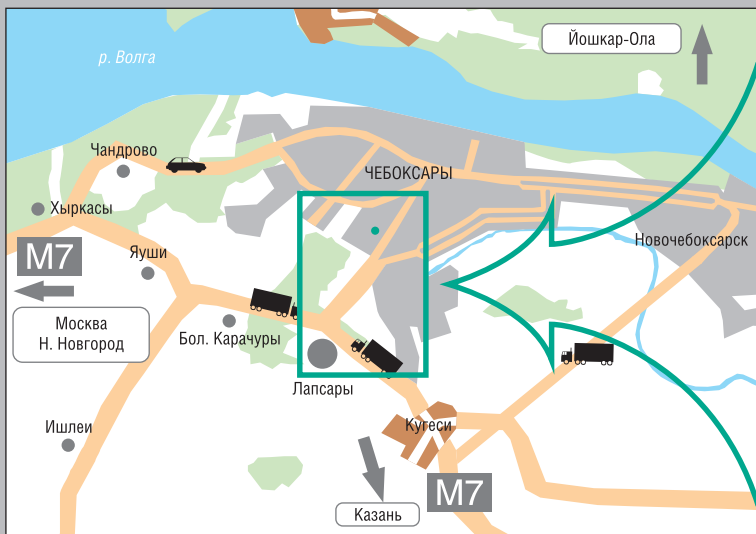 Йошкар-Ола
р. Волга
Чандрово
ЧЕБОКСАРЫ
Хыркасы
Новочебоксарск
М7
Яуши
Москва
Н. Новгород
Бол. Карачуры
Лапсары
Ишлеи
Кугеси
М7
Казань